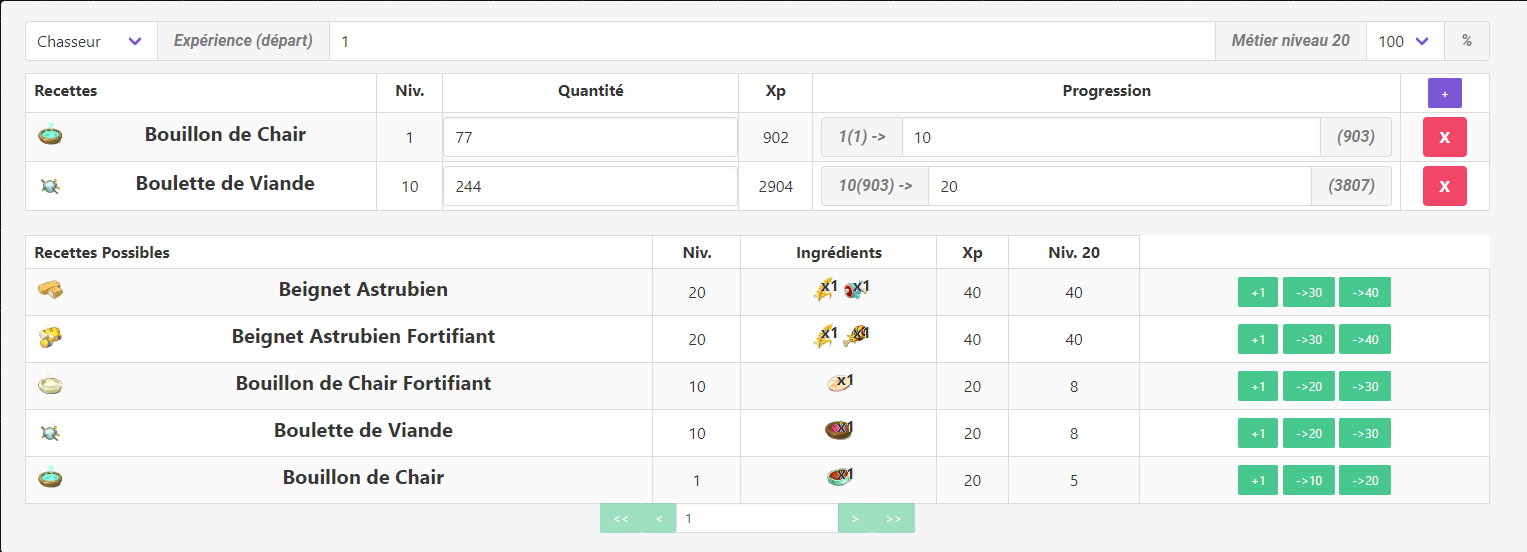 Chasseur Expérience (départ) 1 Métier niveau 20 100 %
Recettes Niv. Quantité Xp Progression +
Bouillon de Chair 1 77 902 1(1) -> 10 (903) X
Boulette de Viande 10 244 2904 10(903) -> 20 (3807) X
Recettes Possibles Niv. Ingrédients Xp Niv. 20
Beignet Astrubien 20 x1 x1 40 40 +1 ->30 ->40
Beignet Astrubien Fortifiant 20 x1 x1 40 40 +1 ->30 ->40
Bouillon de Chair Fortifiant 10 x1 20 8 +1 ->20 ->30
Boulette de Viande 10 x1 20 8 +1 ->20 ->30
Bouillon de Chair 1 x1 20 5 +1 ->10 ->20
<< < 1 > >>